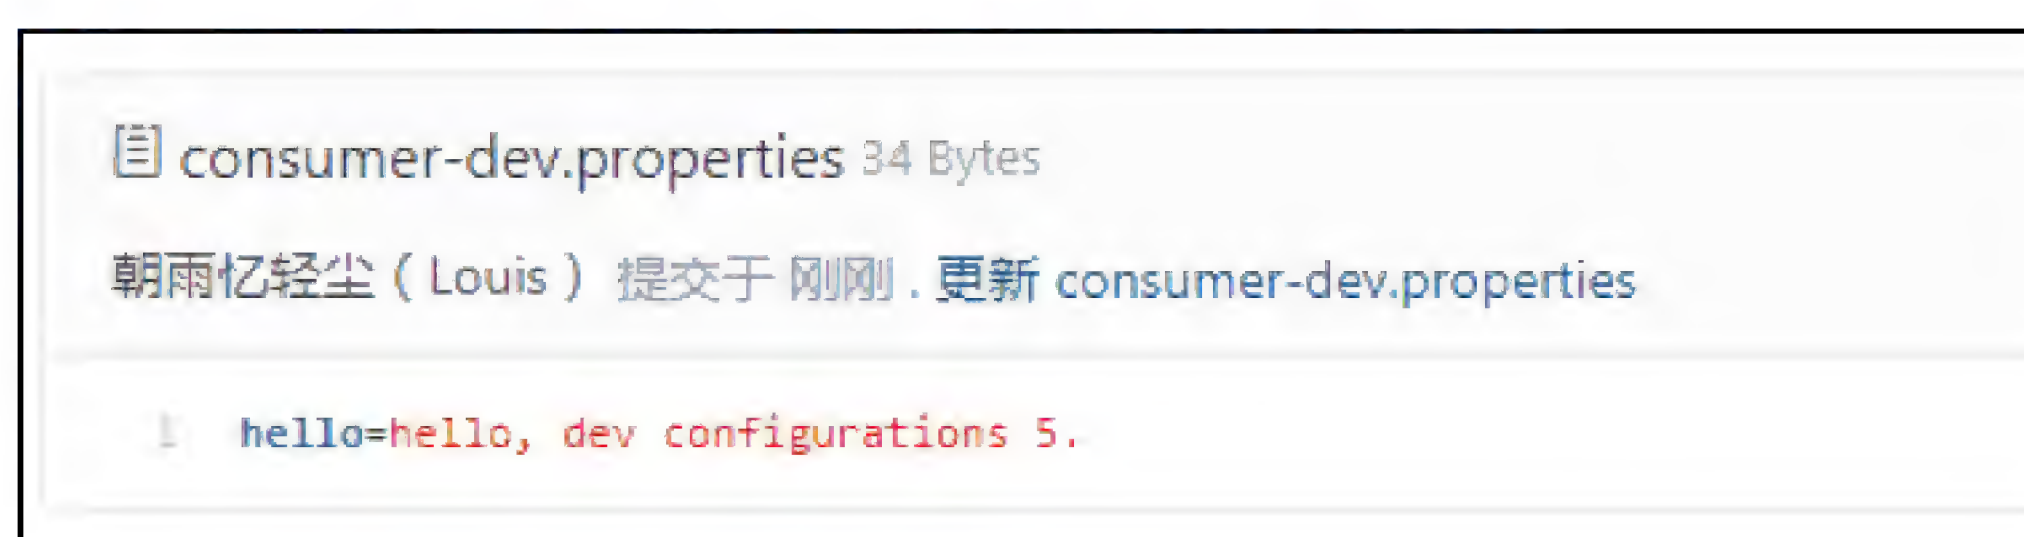 consumer-dev.properties 34 Bytes
朝雨忆轻尘（Louis） 提交于 刚刚 . 更新 consumer-dev.properties
1 hello=hello, dev configurations 5.